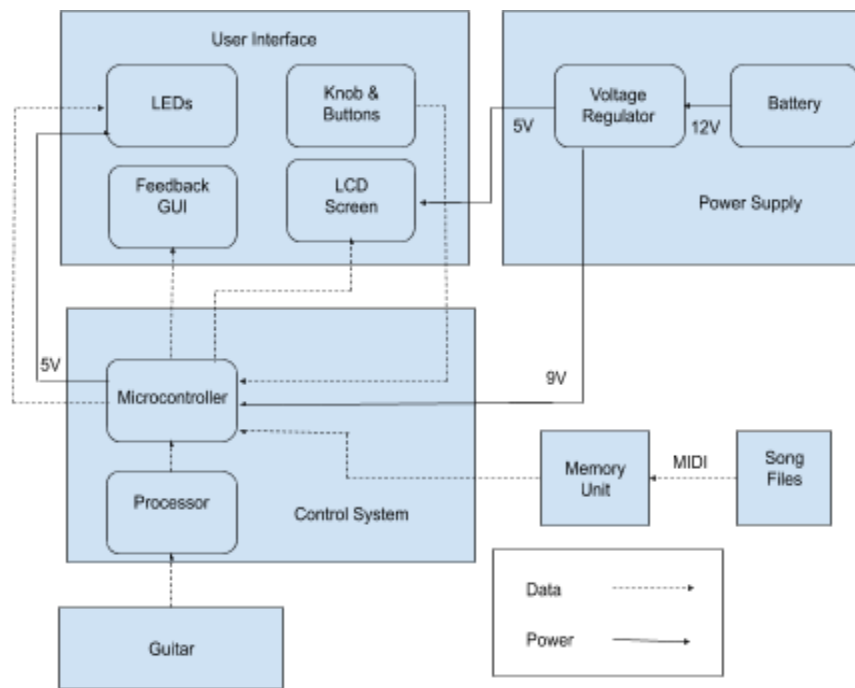 User Interface
LEDs
Knob &
Buttons
Feedback
GUI
LCD
Screen
Voltage
Regulator
Battery
5V
12V
Power Supply
5V
9V
Microcontroller
Processor
Control System
Memory
Unit
MIDI
Song
Files
Guitar
Data
Power